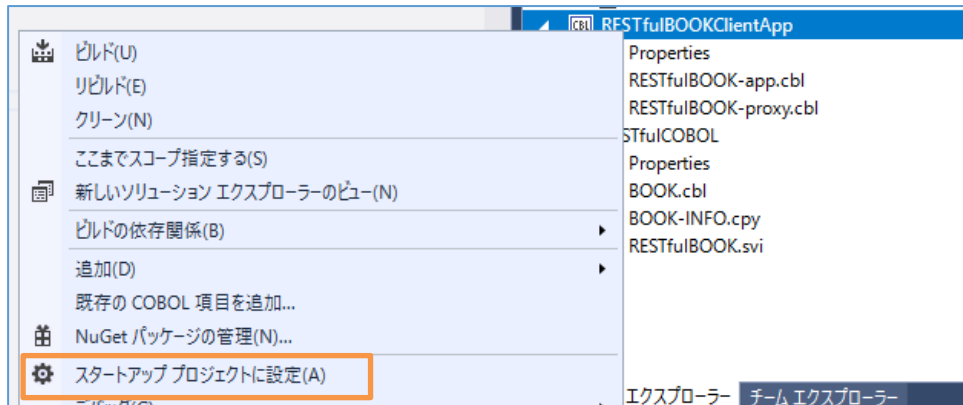 ビルド(U)
リビルド(E)
クリーン(N)
ここまでスコープ指定する(S)
新しいソリューション エクスプローラーのビュー(N)
ビルドの依存関係(B)
追加(D)
既存の COBOL 項目を追加...
NuGet パッケージの管理(N)...
スタートアップ プロジェクトに設定(A)
デバッグ(G)
CBL RESTfulBOOKClientApp
Properties
RESTfulBOOK-app.cbl
RESTfulBOOK-proxy.cbl
STfulCOBOL
Properties
BOOK.cbl
BOOK-INFO.cpy
RESTfulBOOK.svi
エクスプローラー チーム エクスプローラー